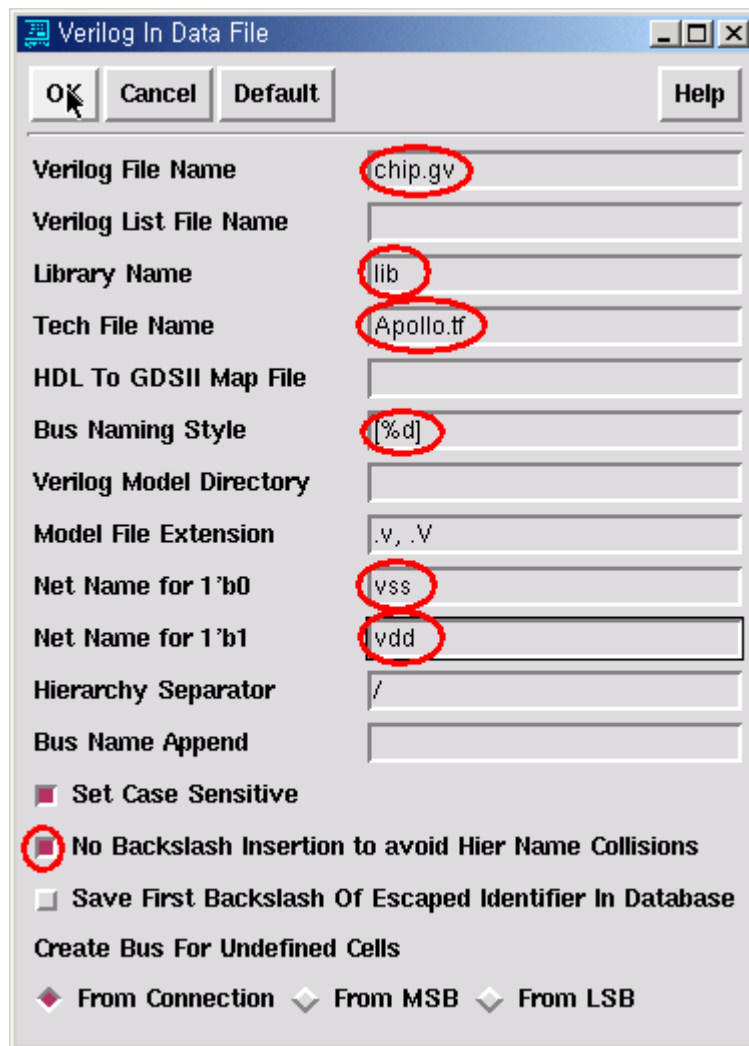 Verilog In Data File
OK Cancel Default Help
Verilog File Name chip.gv
Verilog List File Name
Library Name lib
Tech File Name Apollo.tf
HDL To GDSII Map File
Bus Naming Style [%d]
Verilog Model Directory
Model File Extension .v, .V
Net Name for 1'b0 vss
Net Name for 1'b1 vdd
Hierarchy Separator /
Bus Name Append
Set Case Sensitive
No Backslash Insertion to avoid Hier Name Collisions
Save First Backslash Of Escaped Identifier In Database
Create Bus For Undefined Cells
From Connection From MSB From LSB